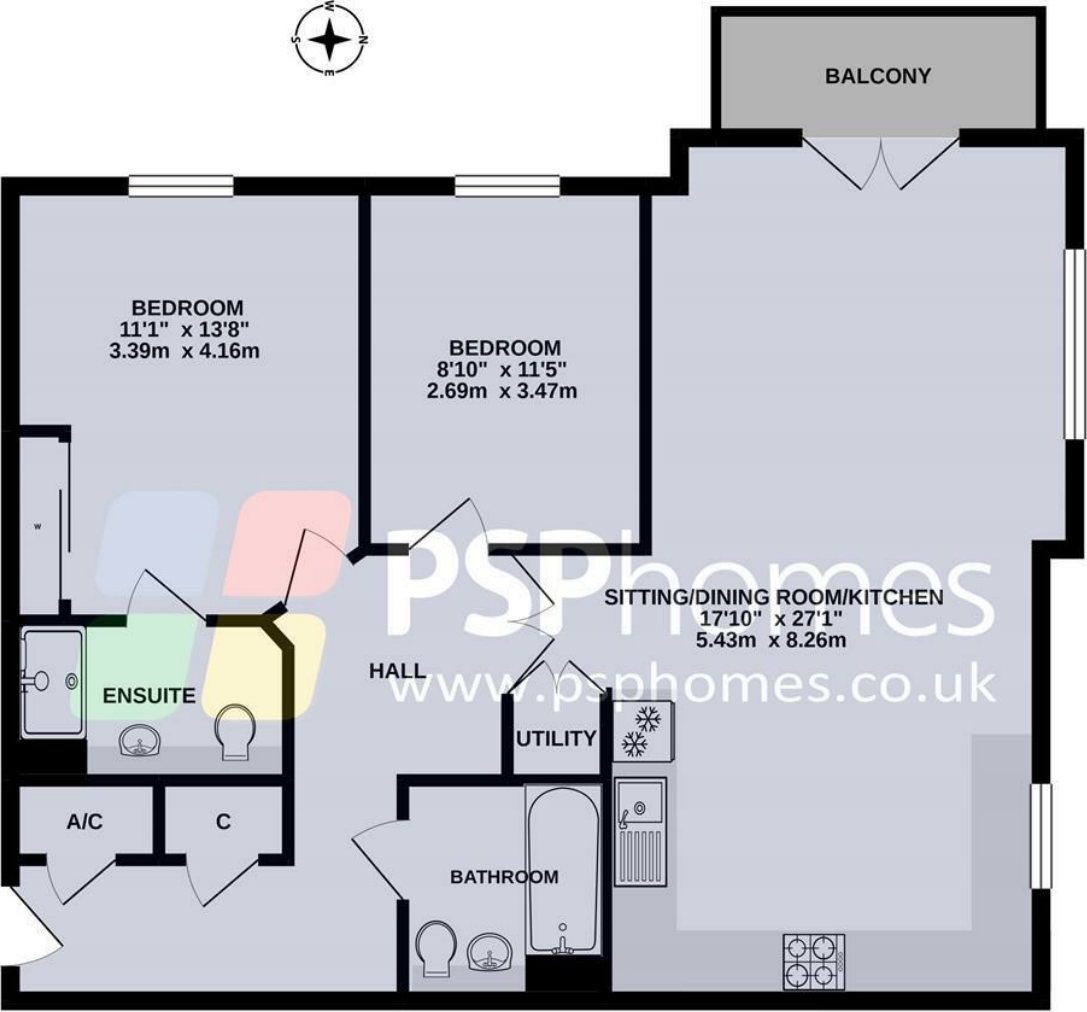 W
S N
E
BALCONY
BEDROOM
11'1" x 13'8"
3.39m x 4.16m
BEDROOM
8'10" x 11'5"
2.69m x 3.47m
W
PSPhomes
www.psphomes.co.uk
SITTING/DINING ROOM/KITCHEN
17'10" x 27'1"
5.43m x 8.26m
HALL
ENSUITE
UTILITY
A/C
C
BATHROOM